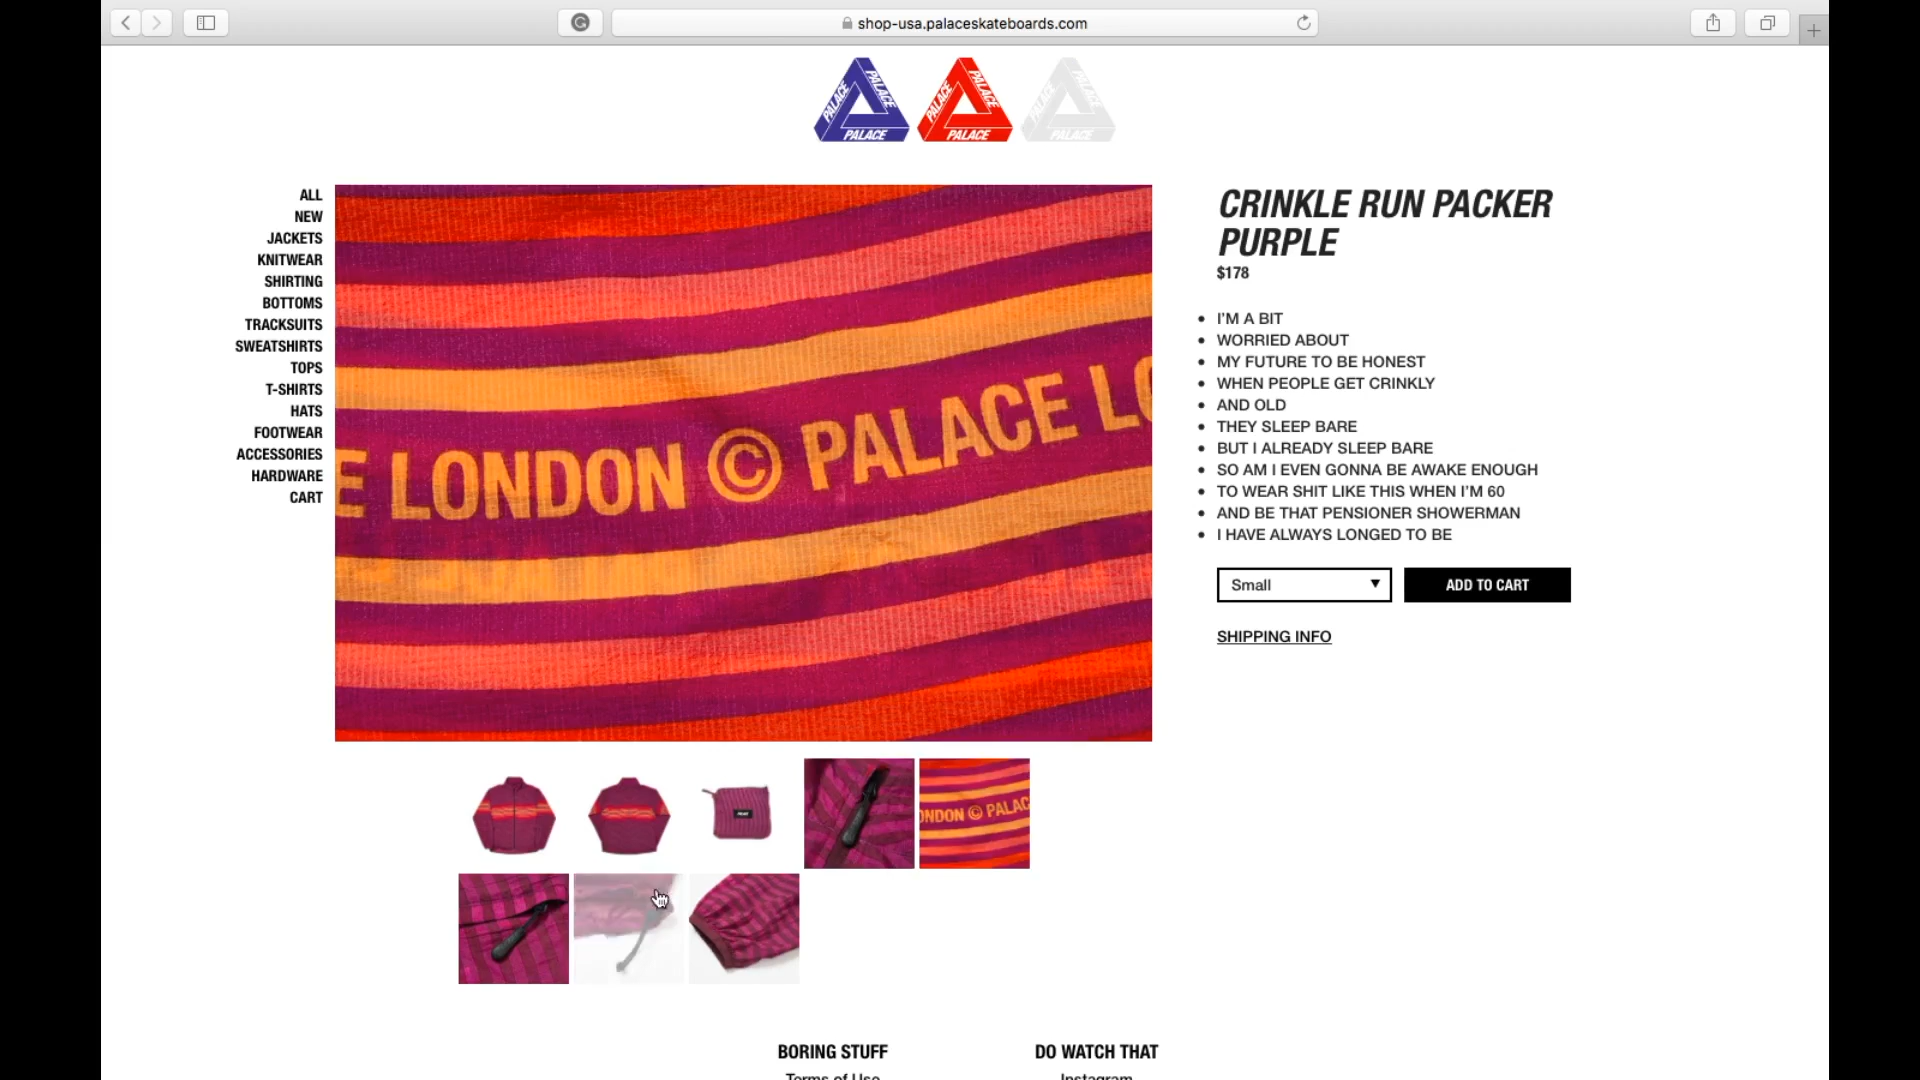 shop-usa.palaceskateboards.com
PALACE PALACE PALACE
PALACE PALACE PALACE
PALACE PALACE PALACE
ALL
NEW
JACKETS
KNITWEAR
SHIRTING
BOTTOMS
TRACKSUITS
SWEATSHIRTS
TOPS
T-SHIRTS
HATS
FOOTWEAR
ACCESSORIES
HARDWARE
CART
E LONDON © PALACE LO
CRINKLE RUN PACKER
PURPLE
$178
I'M A BIT
WORRIED ABOUT
MY FUTURE TO BE HONEST
WHEN PEOPLE GET CRINKLY
AND OLD
THEY SLEEP BARE
BUT I ALREADY SLEEP BARE
SO AM I EVEN GONNA BE AWAKE ENOUGH
TO WEAR SHIT LIKE THIS WHEN I'M 60
AND BE THAT PENSIONER SHOWERMAN
I HAVE ALWAYS LONGED TO BE
Small
ADD TO CART
SHIPPING INFO
ONDON © PALAC
BORING STUFF
DO WATCH THAT
Terms of Use
Instagram